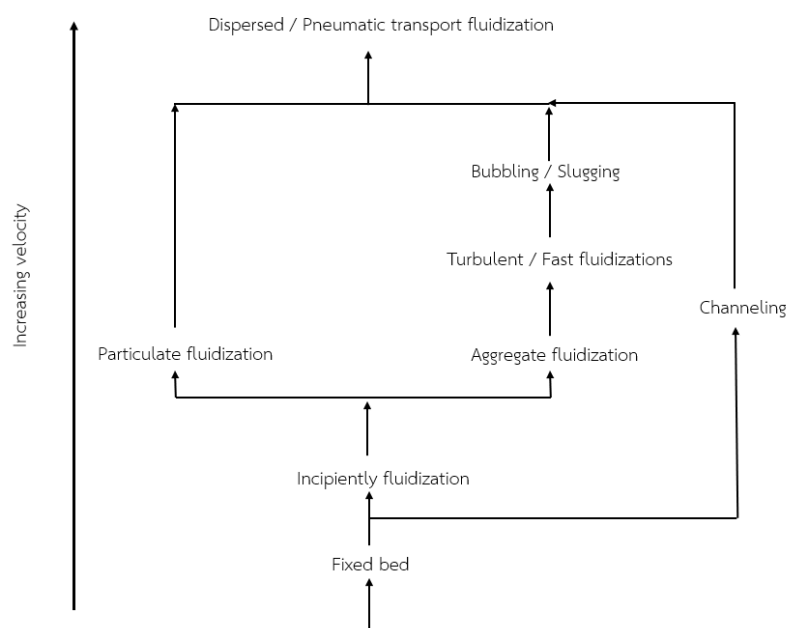 Dispersed / Pneumatic transport fluidization
Bubbling / Slugging
Turbulent / Fast fluidizations
Channeling
Particulate fluidization
Aggregate fluidization
Incipiently fluidization
Fixed bed
Increasing velocity